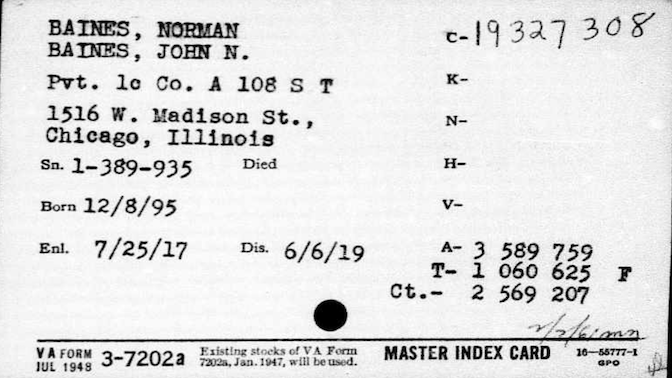 BAINES, NORMAN
BAINES, JOHN N.
C-19327308
Pvt. 1c Co. A 108 S T
K-
1516 W. Madison St.,
N-
Chicago, Illinois
Sn. 1-389-935 Died
H-
Born 12/8/95
V-
Enl. 7/25/17 Dis. 6/6/19
A- 3 589 759
T- 1 060 625 F
Ct.- 2 569 207
VA FORM
JUL 1948 3-7202a
Existing stocks of VA Form
7202a, Jan. 1947, will be used.
MASTER INDEX CARD
16-55777-1
GPO